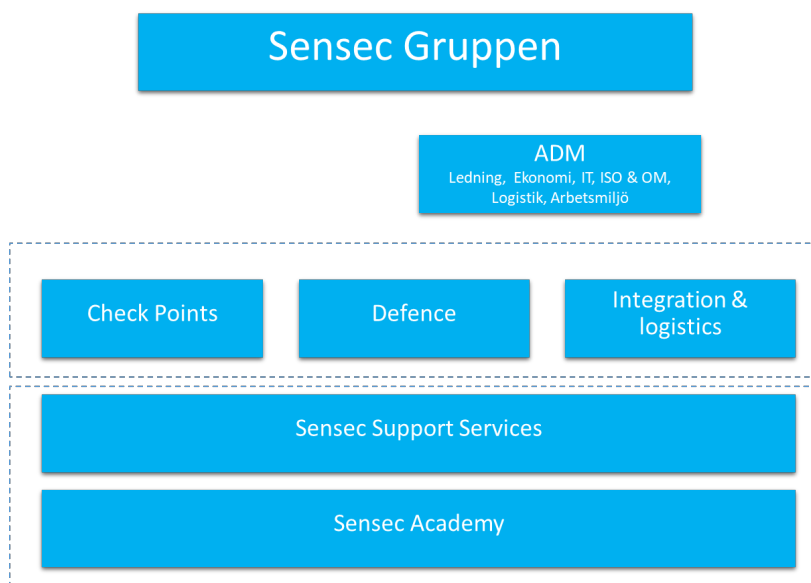 Sensec Gruppen
ADM
Ledning, Ekonomi, IT, ISO & OM,
Logistik, Arbetsmiljö
Check Points
Defence
Integration &
logistics
Sensec Support Services
Sensec Academy